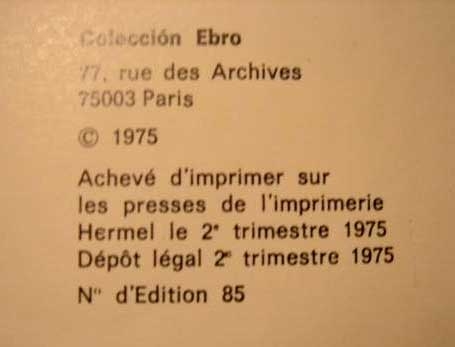 Colección Ebro
77, rue des Archives
75003 Paris
© 1975
Achevé d'imprimer sur
les presses de l'imprimerie
Hermel le 2e trimestre 1975
Dépôt légal 2e trimestre 1975
No d'Edition 85